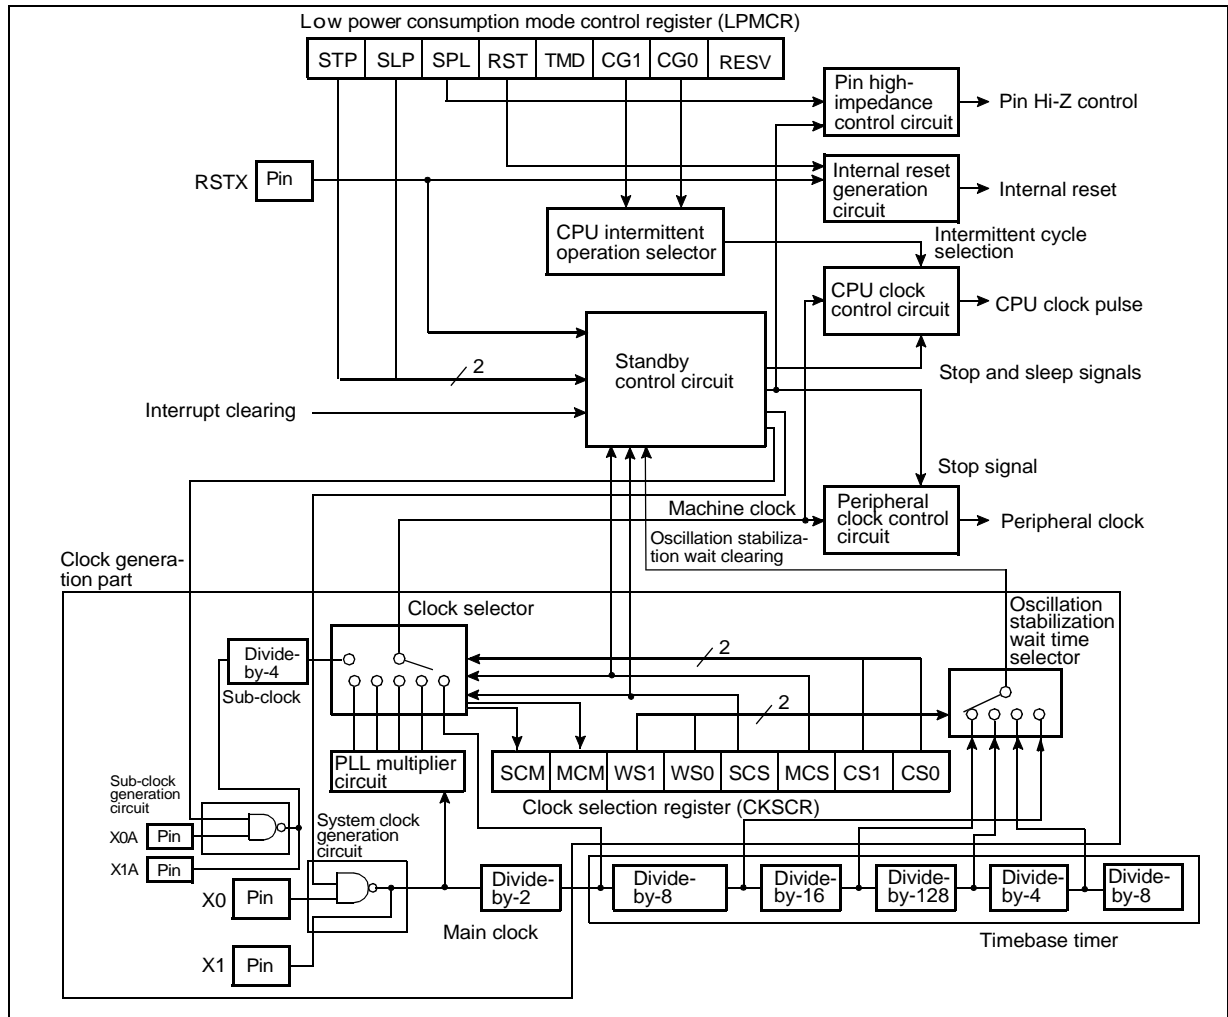 Low power consumption mode control register (LPMCR)
STP SLP SPL RST TMD CG1 CG0 RESV
Pin high-
impedance
control circuit
Pin Hi-Z control
RSTX
Pin
Internal reset
generation
circuit
Internal reset
CPU intermittent
operation selector
Intermittent cycle
selection
CPU clock
control circuit
CPU clock pulse
Standby
control circuit
2
Stop and sleep signals
Interrupt clearing
Stop signal
Machine clock
Peripheral
clock control
circuit
Peripheral clock
Oscillation stabiliza-
tion wait clearing
Clock genera-
tion part
Clock selector
Oscillation
stabilization
wait time
selector
Divide-
by-4
Sub-clock
2
2
PLL multiplier
circuit
SCM MCM WS1 WS0 SCS MCS CS1 CS0
Clock selection register (CKSCR)
Sub-clock
generation
circuit
X0A
Pin
X1A
Pin
System clock
generation
circuit
X0
Pin
X1
Pin
Divide-
by-2
Main clock
Divide-
by-8
Divide-
by-16
Divide-
by-128
Divide-
by-4
Divide-
by-8
Timebase timer